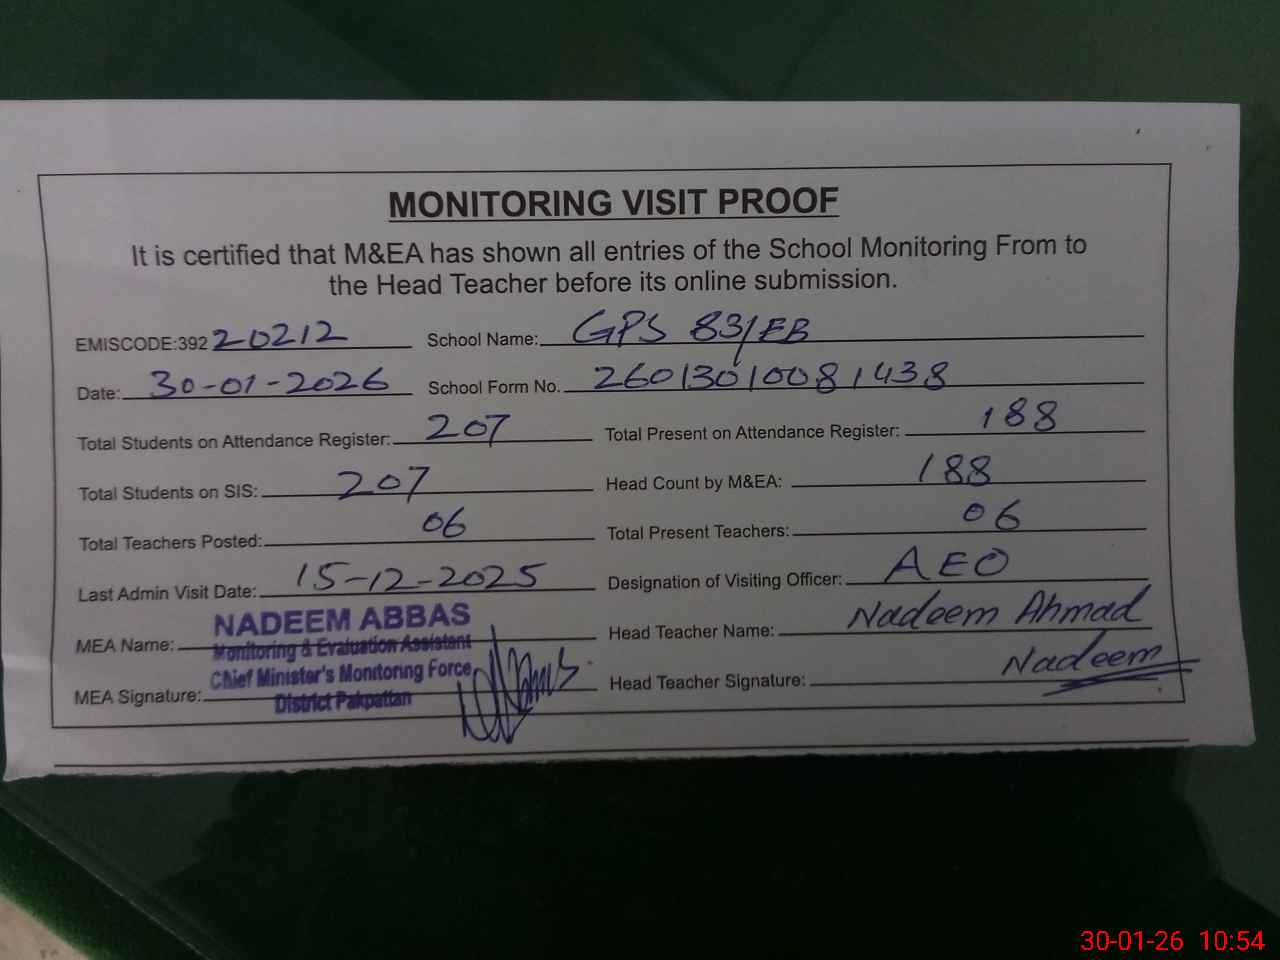 MONITORING VISIT PROOF
It is certified that M&EA has shown all entries of the School Monitoring From to
the Head Teacher before its online submission.
EMISCODE:392 20212 School Name: GPS 83/EB
Date: 30-01-2026 School Form No. 26013010081438
Total Students on Attendance Register: 207 Total Present on Attendance Register: 188
Total Students on SIS: 207 Head Count by M&EA: 188
Total Teachers Posted: 06 Total Present Teachers: 06
Last Admin Visit Date: 15-12-2025 Designation of Visiting Officer: AEO
MEA Name: NADEEM ABBAS Head Teacher Name: Nadeem Ahmad
Monitoring & Evaluation Assistant
Chief Minister's Monitoring Force
MEA Signature: District Pakpattan Head Teacher Signature: Nadeem
30-01-26 10:54